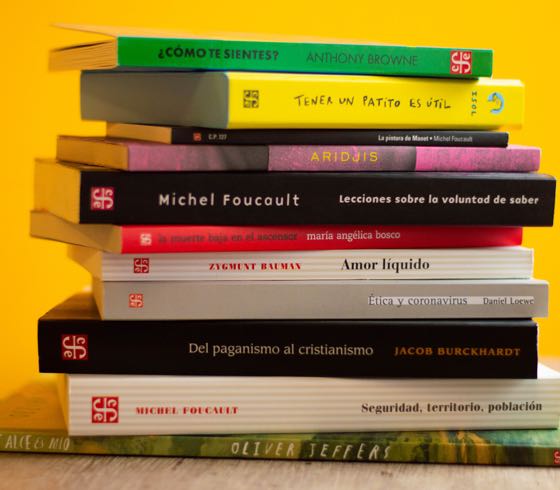 ¿CÓMO TE SIENTES? ANTHONY BROWNE
TENER UN PATITO ES ÚTIL ISOL
C.P. 727 La pintura de Manet • Michel Foucault
ARIDJIS
Michel Foucault Lecciones sobre la voluntad de saber
la muerte baja en el ascensor maría angélica bosco
ZYGMUNT BAUMAN Amor líquido
Ética y coronavirus Daniel Loewe
Del paganismo al cristianismo JACOB BURCKHARDT
MICHEL FOUCAULT Seguridad, territorio, población
ALCE ES MÍO OLIVER JEFFERS